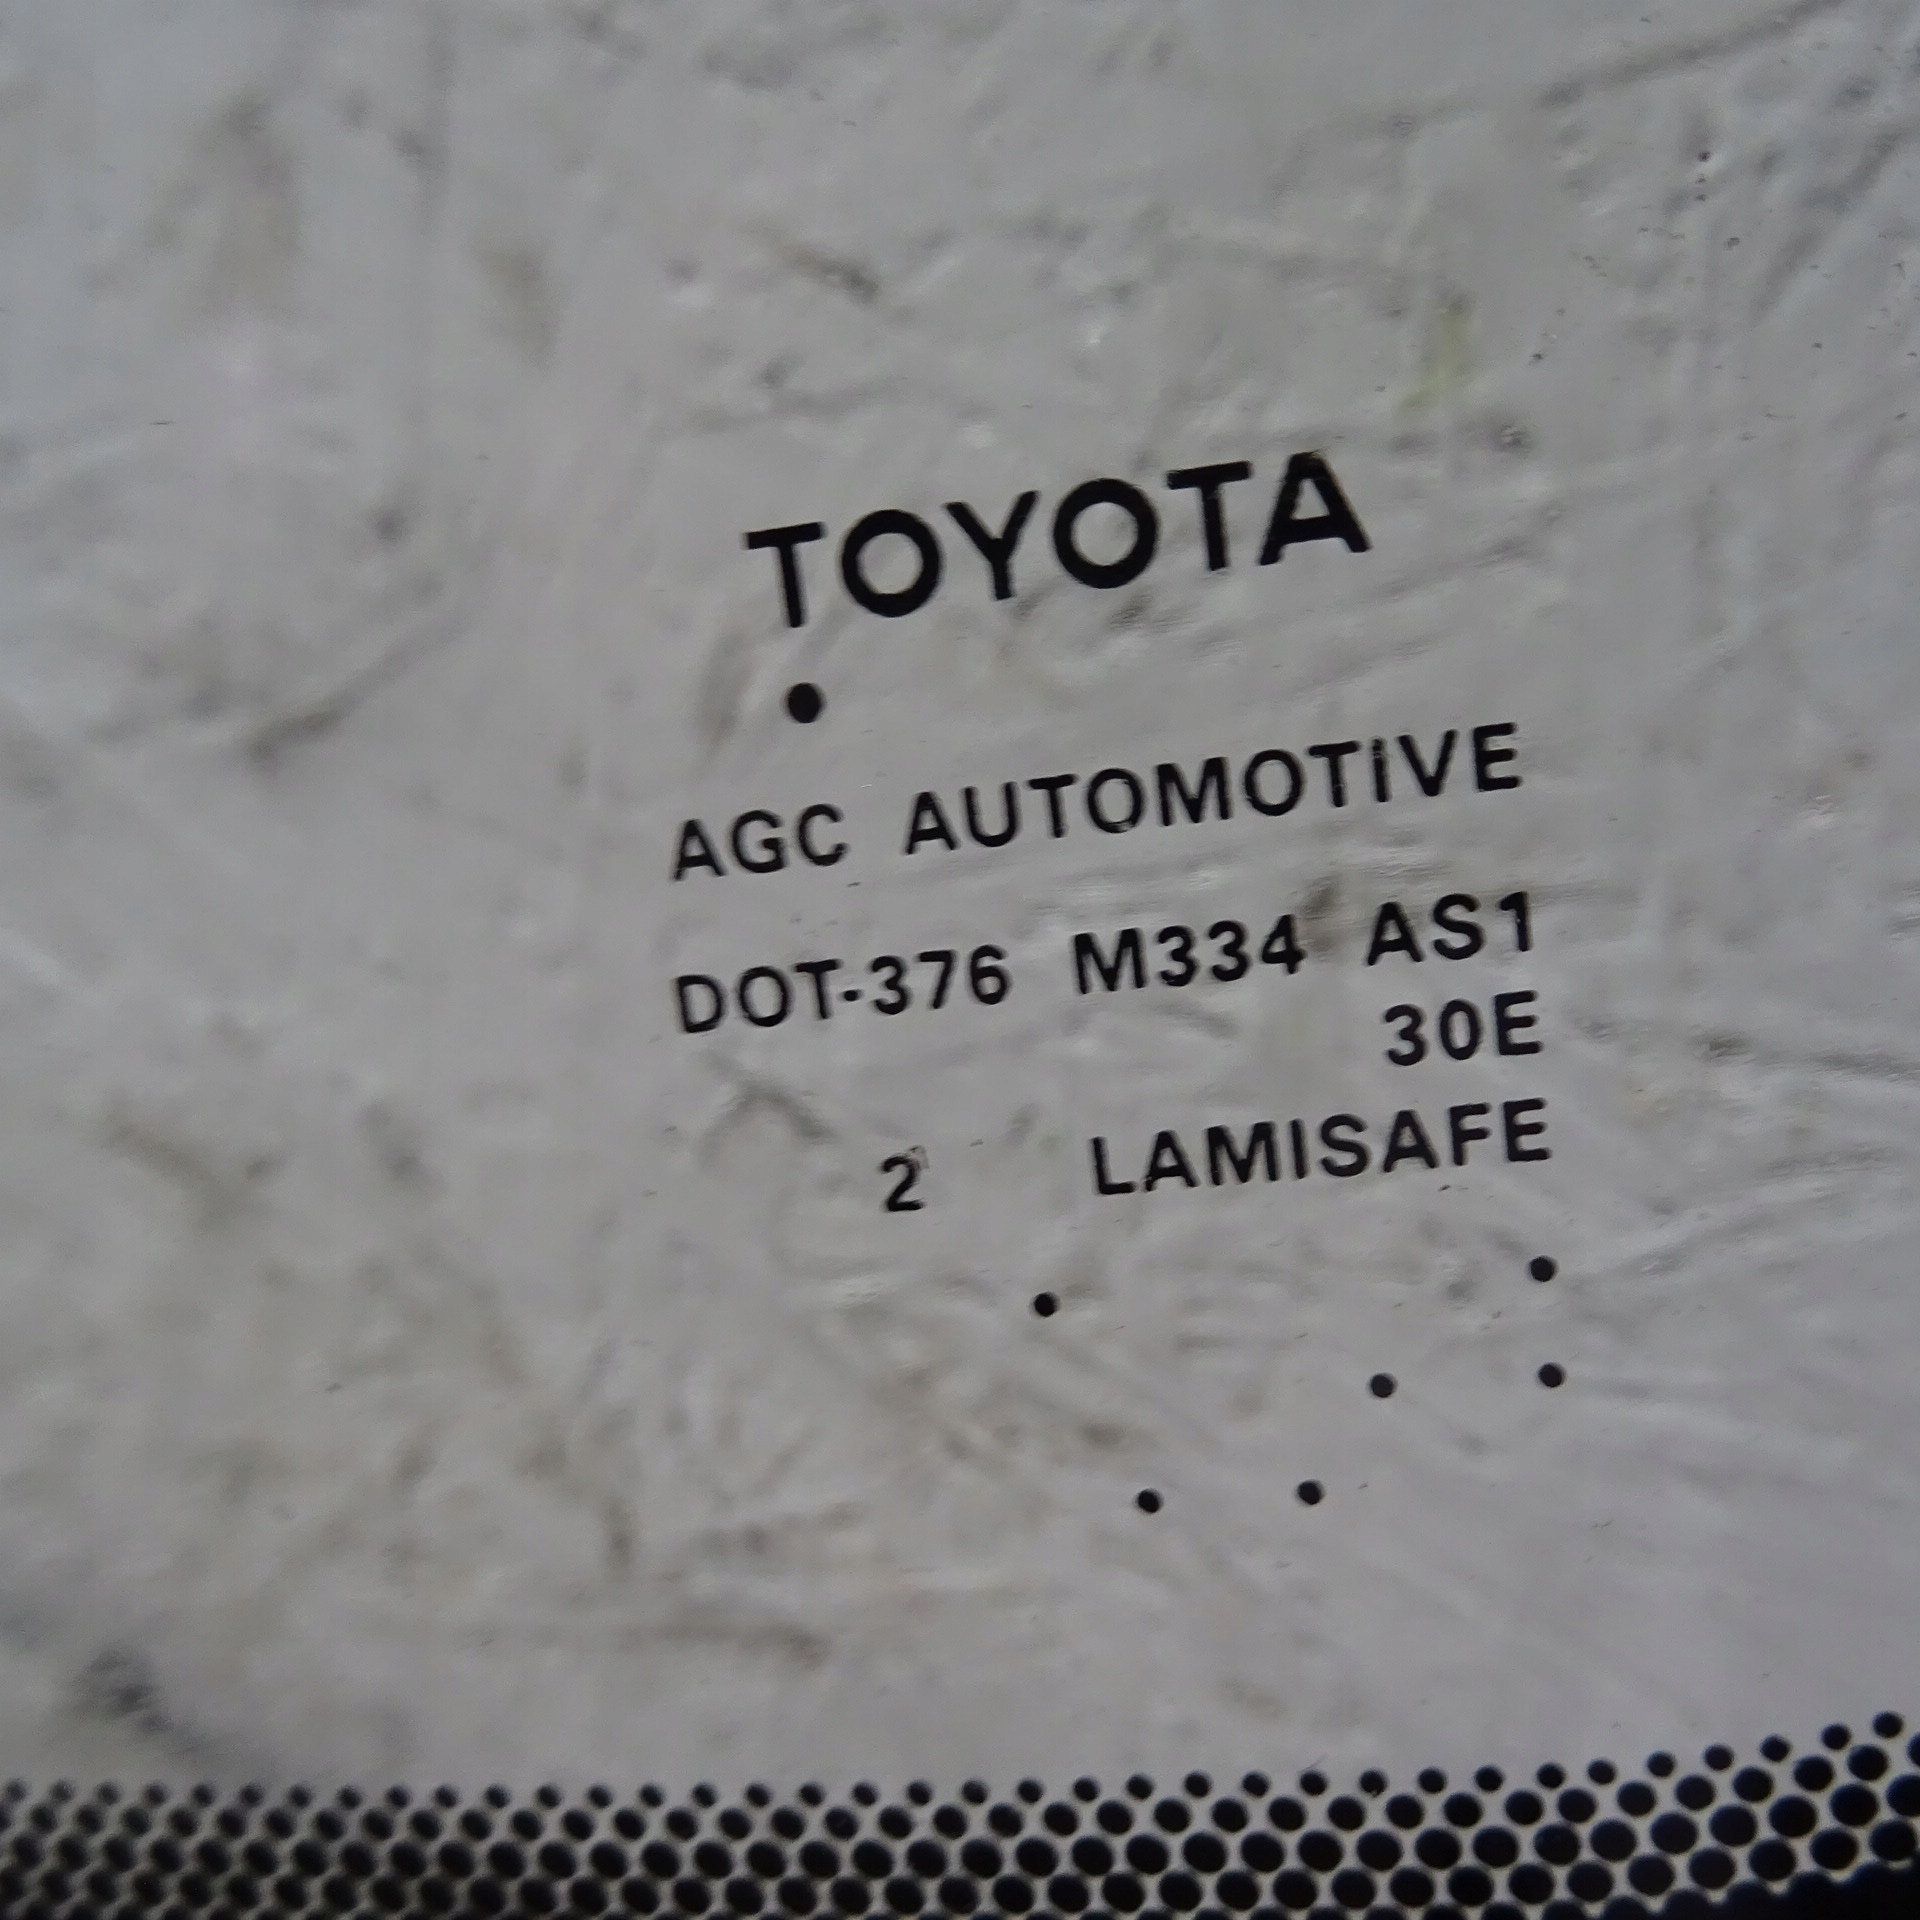 TOYOTA
AGC AUTOMOTIVE
DOT-376 M334 AS1
30E
2 LAMISAFE